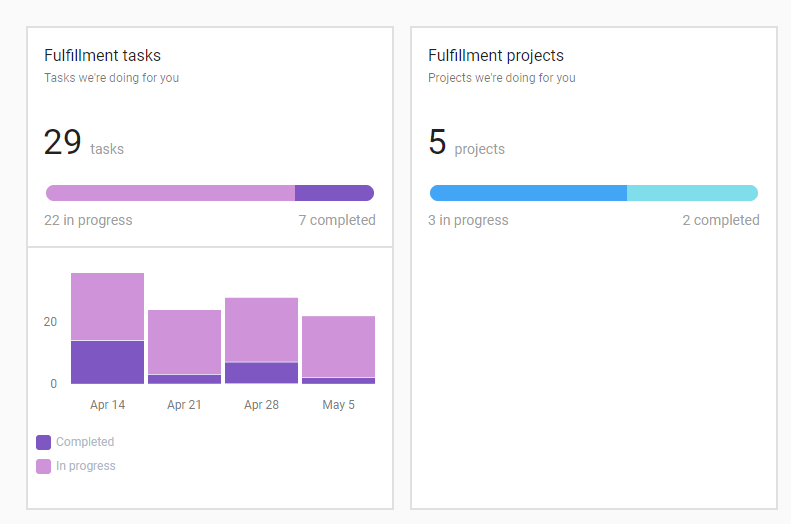 Fulfillment tasks
Tasks we're doing for you
29 tasks
22 in progress 7 completed
20
0
Apr 14 Apr 21 Apr 28 May 5
Completed
In progress
Fulfillment projects
Projects we're doing for you
5 projects
3 in progress 2 completed